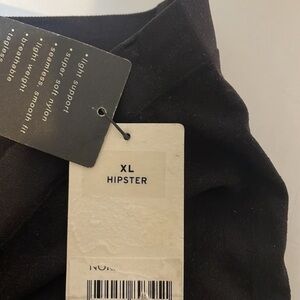 • light support
• super soft nylon
• seamless, smooth fit
• light weight
• breathable
• tagless
XL
HIPSTER